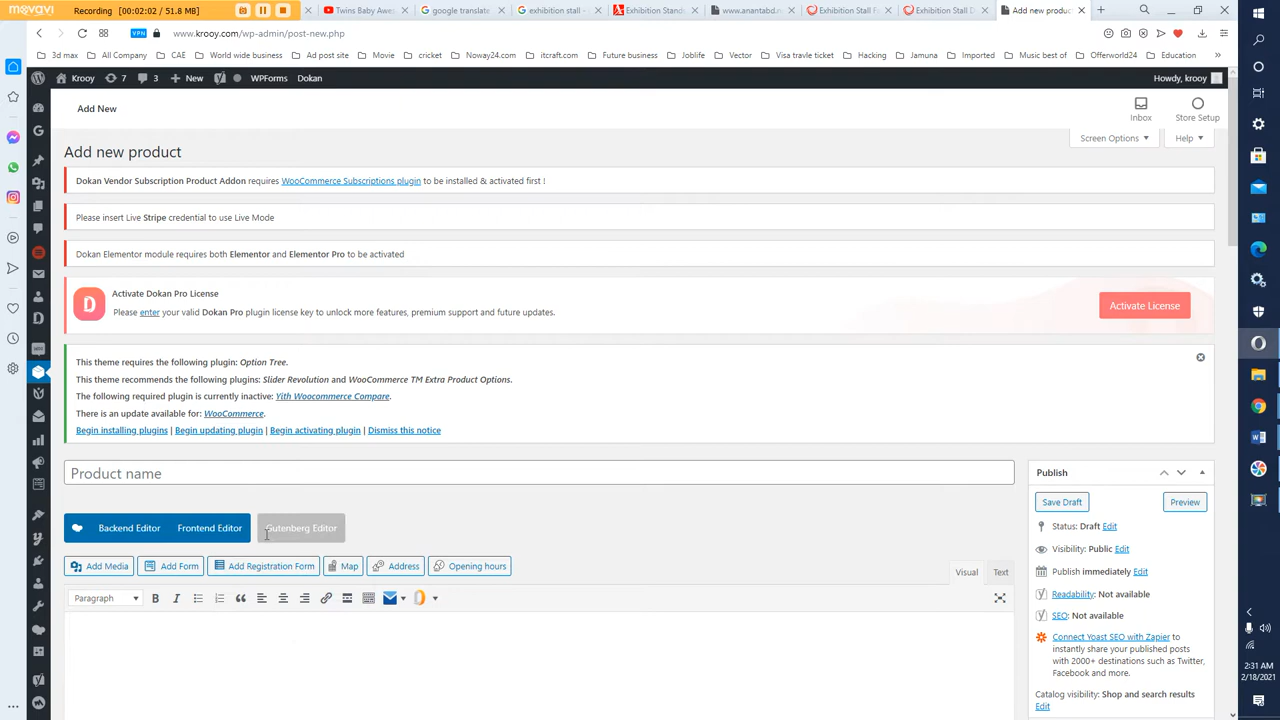 movavi Recording (00:02:02 / 51.8 MB)
Twins Baby Awes
google translate
exhibition stall -
Exhibition Stands
www.anantabd.n
Exhibition Stall Fa
Exhibition Stall D
Add new product
VPN www.krooy.com/wp-admin/post-new.php
3d max All Company CAE World wide business Ad post site Movie cricket Noway24.com itcraft.com Future business Joblife Vector Visa travle ticket Hacking Jamuna Imported Music best of Offerworld24 Education »
Krooy 7 3 New WPForms Dokan Howdy, krooy
Add New
Inbox Store Setup
Screen Options Help
Add new product
Dokan Vendor Subscription Product Addon requires WooCommerce Subscriptions plugin to be installed & activated first !
Please insert Live Stripe credential to use Live Mode
Dokan Elementor module requires both Elementor and Elementor Pro to be activated
D Activate Dokan Pro License
Please enter your valid Dokan Pro plugin license key to unlock more features, premium support and future updates.
Activate License
This theme requires the following plugin: Option Tree.
This theme recommends the following plugins: Slider Revolution and WooCommerce TM Extra Product Options.
The following required plugin is currently inactive: Yith Woocommerce Compare.
There is an update available for: WooCommerce.
Begin installing plugins | Begin updating plugin | Begin activating plugin | Dismiss this notice
Product name
Backend Editor Frontend Editor Gutenberg Editor
Add Media Add Form Add Registration Form Map Address Opening hours
Visual Text
Paragraph
Publish
Save Draft Preview
Status: Draft Edit
Visibility: Public Edit
Publish immediately Edit
Readability: Not available
SEO: Not available
Connect Yoast SEO with Zapier to
instantly share your published posts
with 2000+ destinations such as Twitter,
Facebook and more.
Catalog visibility: Shop and search results
Edit
2:31 AM
2/18/2021